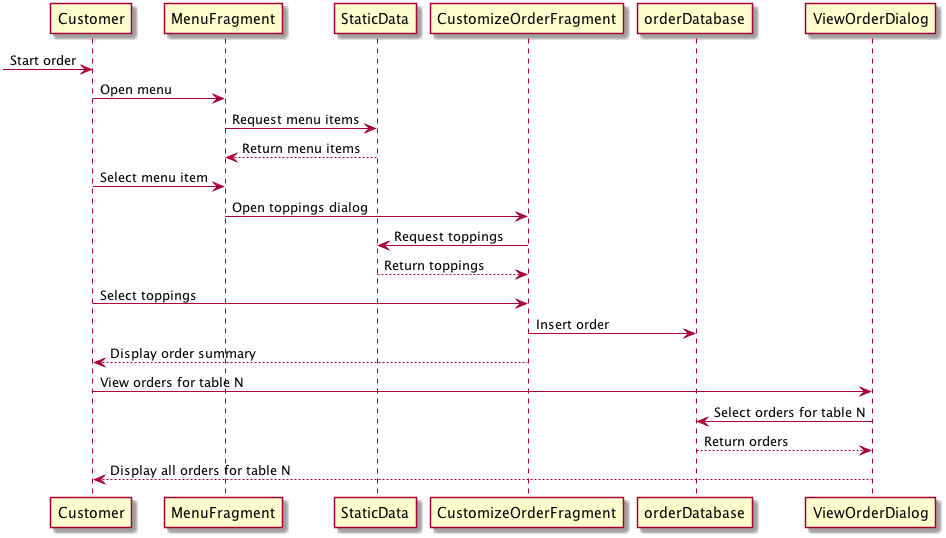 Customer MenuFragment StaticData CustomizeOrderFragment orderDatabase ViewOrderDialog
Start order
Open menu
Request menu items
Return menu items
Select menu item
Open toppings dialog
Request toppings
Return toppings
Select toppings
Insert order
Display order summary
View orders for table N
Select orders for table N
Return orders
Display all orders for table N
Customer MenuFragment StaticData CustomizeOrderFragment orderDatabase ViewOrderDialog